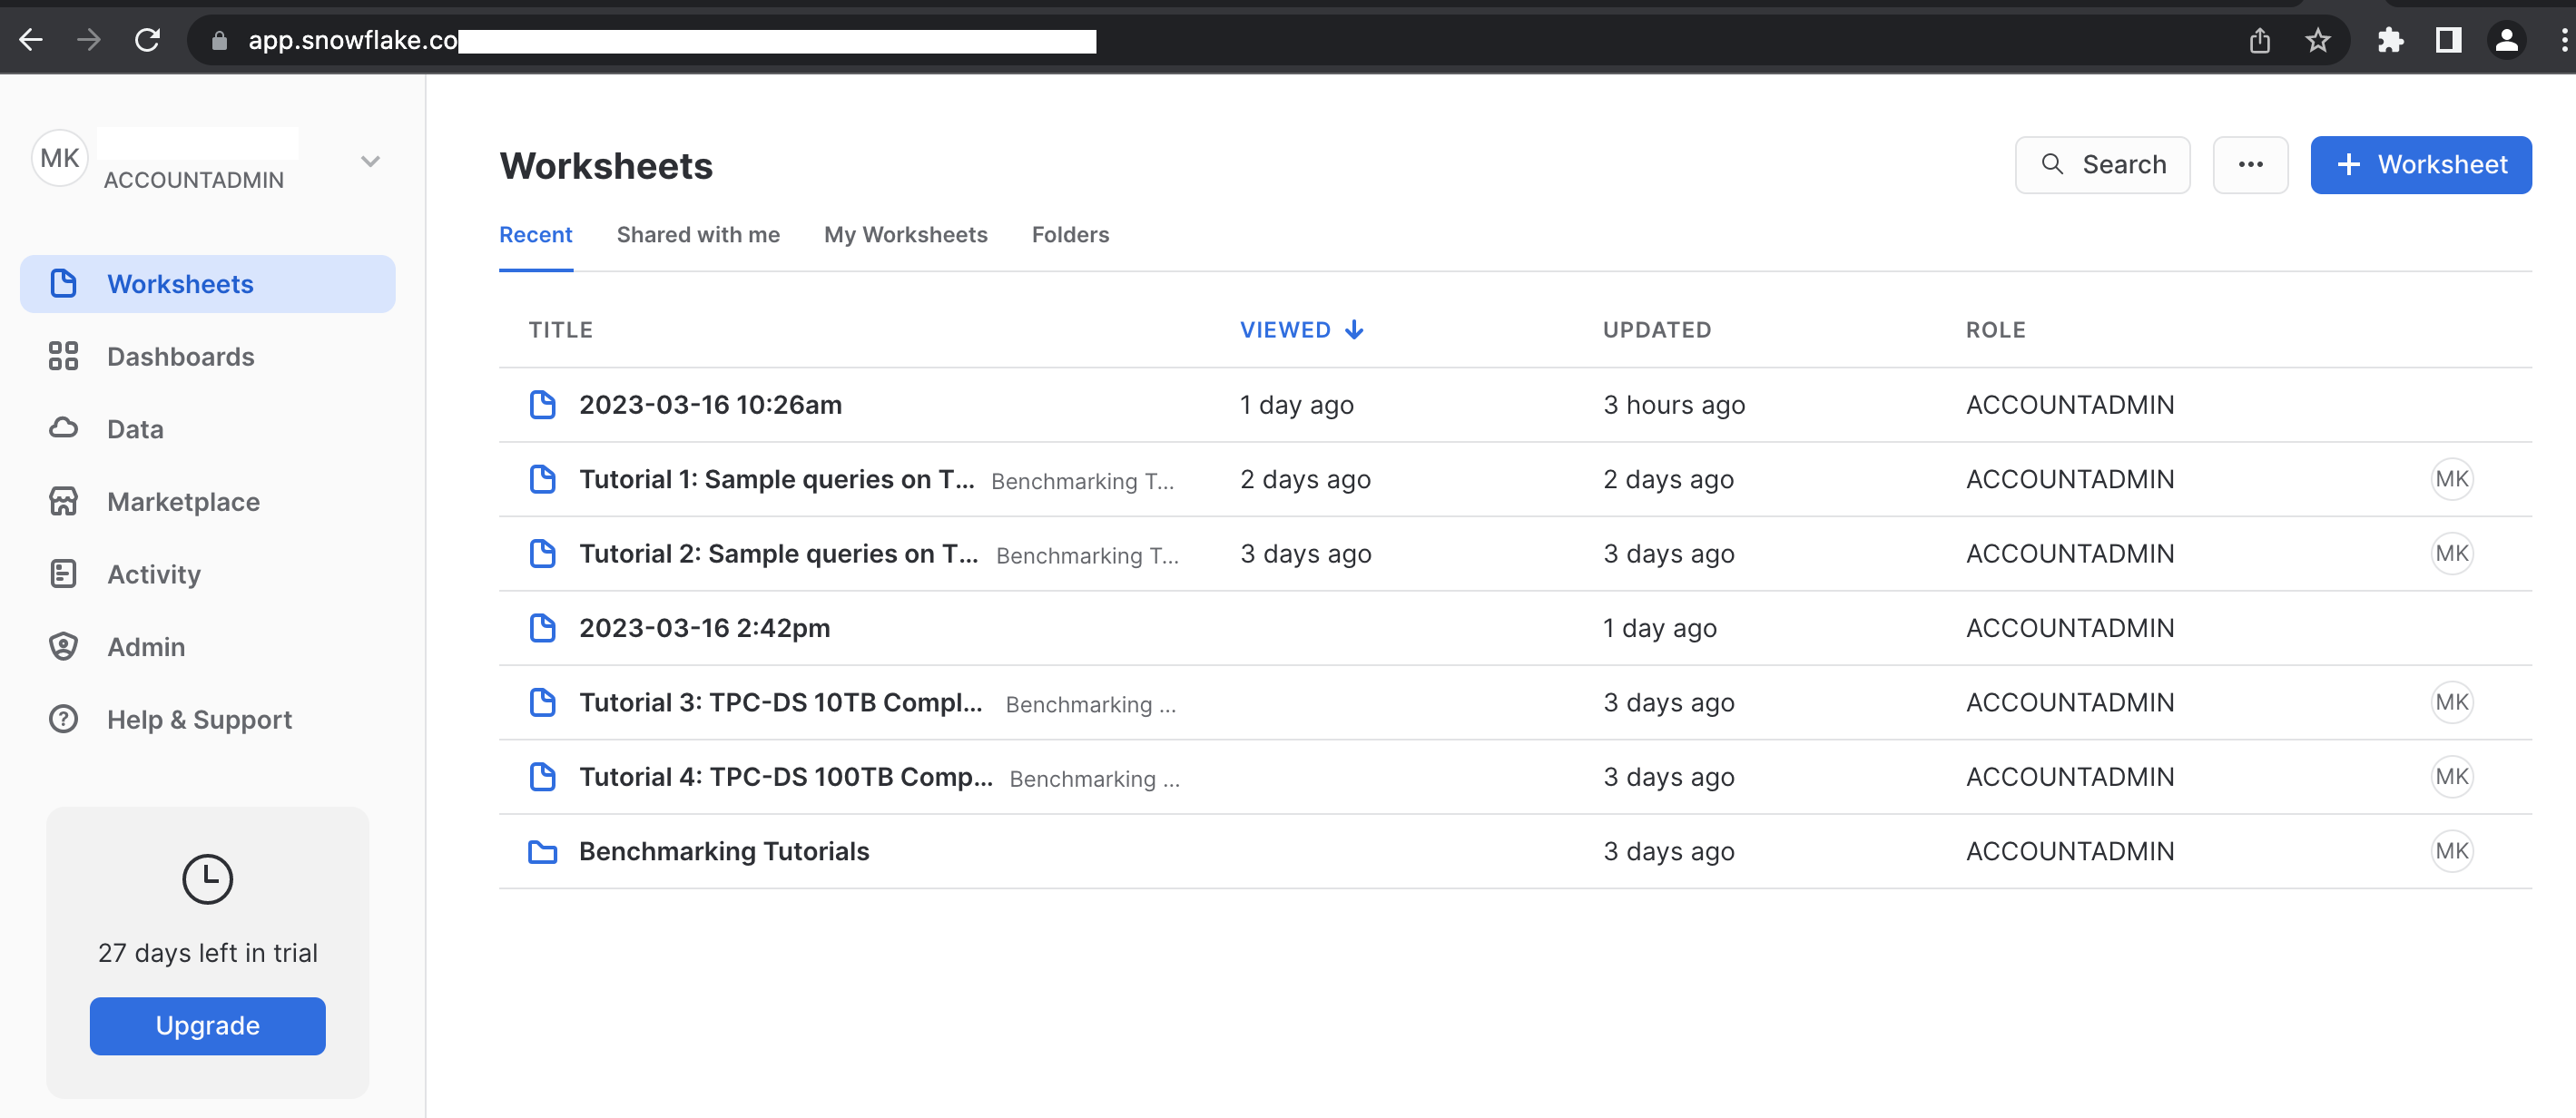 app.snowflake.co
MK
ACCOUNTADMIN
Worksheets
Dashboards
Data
Marketplace
Activity
Admin
Help & Support
27 days left in trial
Upgrade
Worksheets
Search
Worksheet
Recent Shared with me My Worksheets Folders
TITLE VIEWED UPDATED ROLE
2023-03-16 10:26am 1 day ago 3 hours ago ACCOUNTADMIN
Tutorial 1: Sample queries on T... Benchmarking T... 2 days ago 2 days ago ACCOUNTADMIN MK
Tutorial 2: Sample queries on T... Benchmarking T... 3 days ago 3 days ago ACCOUNTADMIN MK
2023-03-16 2:42pm 1 day ago ACCOUNTADMIN
Tutorial 3: TPC-DS 10TB Compl... Benchmarking ... 3 days ago ACCOUNTADMIN MK
Tutorial 4: TPC-DS 100TB Comp... Benchmarking ... 3 days ago ACCOUNTADMIN MK
Benchmarking Tutorials 3 days ago ACCOUNTADMIN MK